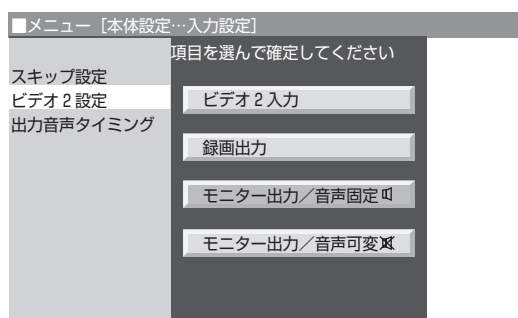 ■メニュー［本体設定…入力設定］
項目を選んで確定してください
スキップ設定
ビデオ２設定
出力音声タイミング
ビデオ２入力
録画出力
モニター出力／音声固定
モニター出力／音声可変